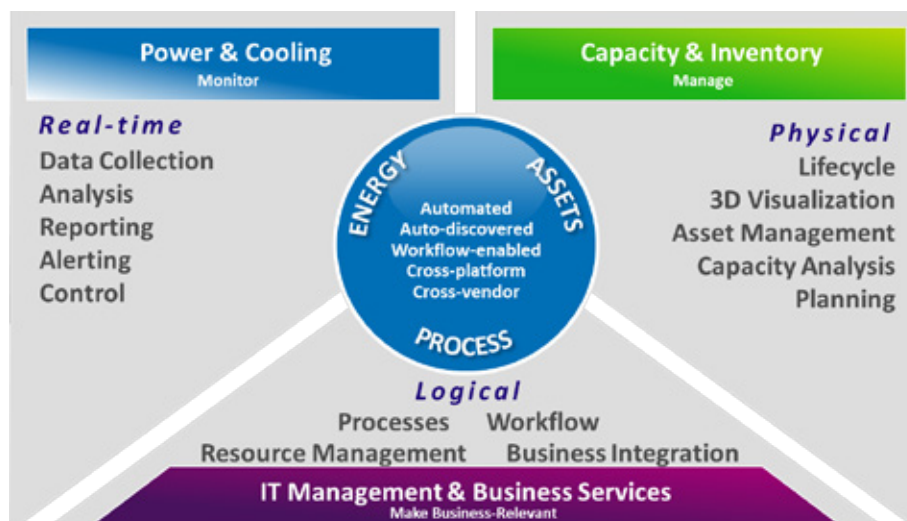 Power & Cooling
Monitor
Real-time
Data Collection
Analysis
Reporting
Alerting
Control
Capacity & Inventory
Manage
Physical
Lifecycle
3D Visualization
Asset Management
Capacity Analysis
Planning
ENERGY
ASSETS
Automated
Auto-discovered
Workflow-enabled
Cross-platform
Cross-vendor
PROCESS
Logical
Processes Workflow
Resource Management Business Integration
IT Management & Business Services
Make Business-Relevant